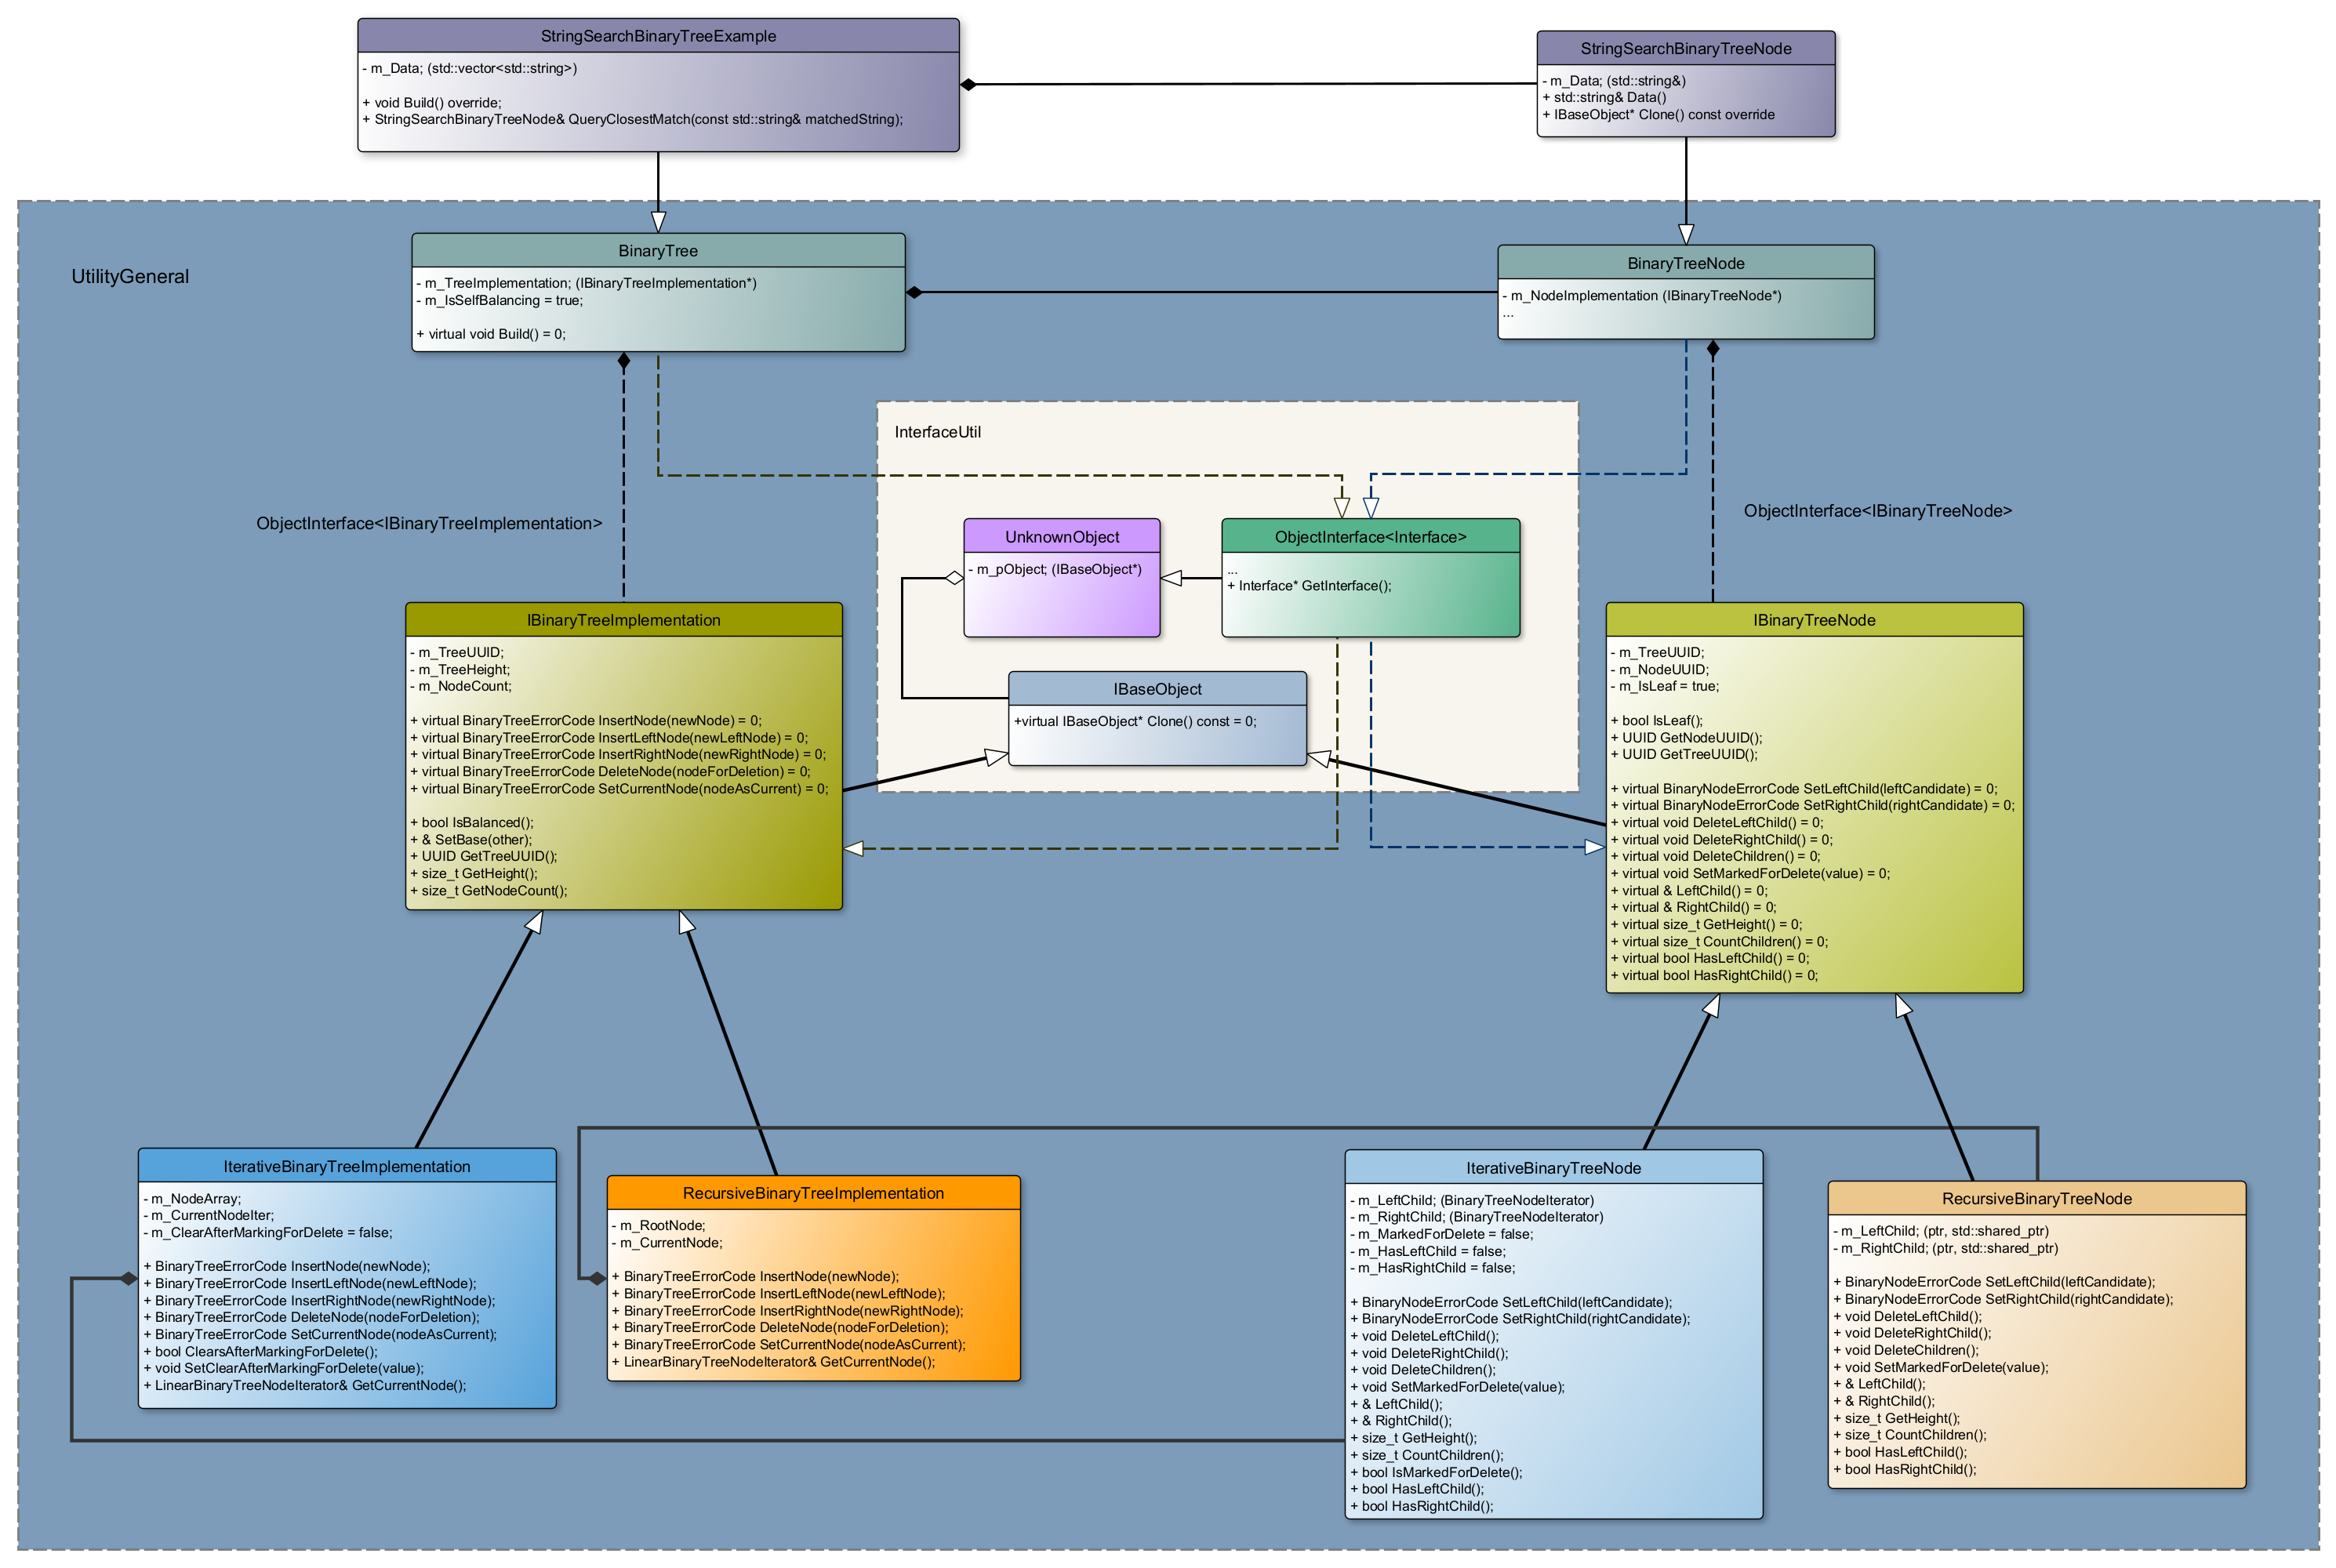 StringSearchBinaryTreeExample
- m_Data; (std::vector<std::string>)
+ void Build() override;
+ StringSearchBinaryTreeNode& QueryClosestMatch(const std::string& matchedString);
StringSearchBinaryTreeNode
- m_Data; (std::string&)
+ std::string& Data()
+ IBaseObject* Clone() const override
UtilityGeneral
BinaryTree
- m_TreeImplementation; (IBinaryTreeImplementation*)
- m_IsSelfBalancing = true;
+ virtual void Build() = 0;
BinaryTreeNode
- m_NodeImplementation (IBinaryTreeNode*)
...
InterfaceUtil
ObjectInterface<IBinaryTreeImplementation>
ObjectInterface<IBinaryTreeNode>
UnknownObject
- m_pObject; (IBaseObject*)
ObjectInterface<Interface>
...
+ Interface* GetInterface();
IBaseObject
+virtual IBaseObject* Clone() const = 0;
IBinaryTreeImplementation
- m_TreeUUID;
- m_TreeHeight;
- m_NodeCount;
+ virtual BinaryTreeErrorCode InsertNode(newNode) = 0;
+ virtual BinaryTreeErrorCode InsertLeftNode(newLeftNode) = 0;
+ virtual BinaryTreeErrorCode InsertRightNode(newRightNode) = 0;
+ virtual BinaryTreeErrorCode DeleteNode(nodeForDeletion) = 0;
+ virtual BinaryTreeErrorCode SetCurrentNode(nodeAsCurrent) = 0;
+ bool IsBalanced();
+ & SetBase(other);
+ UUID GetTreeUUID();
+ size_t GetHeight();
+ size_t GetNodeCount();
IBinaryTreeNode
- m_TreeUUID;
- m_NodeUUID;
- m_IsLeaf = true;
+ bool IsLeaf();
+ UUID GetNodeUUID();
+ UUID GetTreeUUID();
+ virtual BinaryNodeErrorCode SetLeftChild(leftCandidate) = 0;
+ virtual BinaryNodeErrorCode SetRightChild(rightCandidate) = 0;
+ virtual void DeleteLeftChild() = 0;
+ virtual void DeleteRightChild() = 0;
+ virtual void DeleteChildren() = 0;
+ virtual void SetMarkedForDelete(value) = 0;
+ virtual & LeftChild() = 0;
+ virtual & RightChild() = 0;
+ virtual size_t GetHeight() = 0;
+ virtual size_t CountChildren() = 0;
+ virtual bool HasLeftChild() = 0;
+ virtual bool HasRightChild() = 0;
IterativeBinaryTreeImplementation
- m_NodeArray;
- m_CurrentNodeIter;
- m_ClearAfterMarkingForDelete = false;
+ BinaryTreeErrorCode InsertNode(newNode);
+ BinaryTreeErrorCode InsertLeftNode(newLeftNode);
+ BinaryTreeErrorCode InsertRightNode(newRightNode);
+ BinaryTreeErrorCode DeleteNode(nodeForDeletion);
+ BinaryTreeErrorCode SetCurrentNode(nodeAsCurrent);
+ bool ClearsAfterMarkingForDelete();
+ void SetClearAfterMarkingForDelete(value);
+ LinearBinaryTreeNodeIterator& GetCurrentNode();
RecursiveBinaryTreeImplementation
- m_RootNode;
- m_CurrentNode;
+ BinaryTreeErrorCode InsertNode(newNode);
+ BinaryTreeErrorCode InsertLeftNode(newLeftNode);
+ BinaryTreeErrorCode InsertRightNode(newRightNode);
+ BinaryTreeErrorCode DeleteNode(nodeForDeletion);
+ BinaryTreeErrorCode SetCurrentNode(nodeAsCurrent);
+ LinearBinaryTreeNodeIterator& GetCurrentNode();
IterativeBinaryTreeNode
- m_LeftChild; (BinaryTreeNodeIterator)
- m_RightChild; (BinaryTreeNodeIterator)
- m_MarkedForDelete = false;
- m_HasLeftChild = false;
- m_HasRightChild = false;
+ BinaryNodeErrorCode SetLeftChild(leftCandidate);
+ BinaryNodeErrorCode SetRightChild(rightCandidate);
+ void DeleteLeftChild();
+ void DeleteRightChild();
+ void DeleteChildren();
+ void SetMarkedForDelete(value);
+ & LeftChild();
+ & RightChild();
+ size_t GetHeight();
+ size_t CountChildren();
+ bool IsMarkedForDelete();
+ bool HasLeftChild();
+ bool HasRightChild();
RecursiveBinaryTreeNode
- m_LeftChild; (ptr, std::shared_ptr)
- m_RightChild; (ptr, std::shared_ptr)
+ BinaryNodeErrorCode SetLeftChild(leftCandidate);
+ BinaryNodeErrorCode SetRightChild(rightCandidate);
+ void DeleteLeftChild();
+ void DeleteRightChild();
+ void DeleteChildren();
+ void SetMarkedForDelete(value);
+ & LeftChild();
+ & RightChild();
+ size_t GetHeight();
+ size_t CountChildren();
+ bool HasLeftChild();
+ bool HasRightChild();